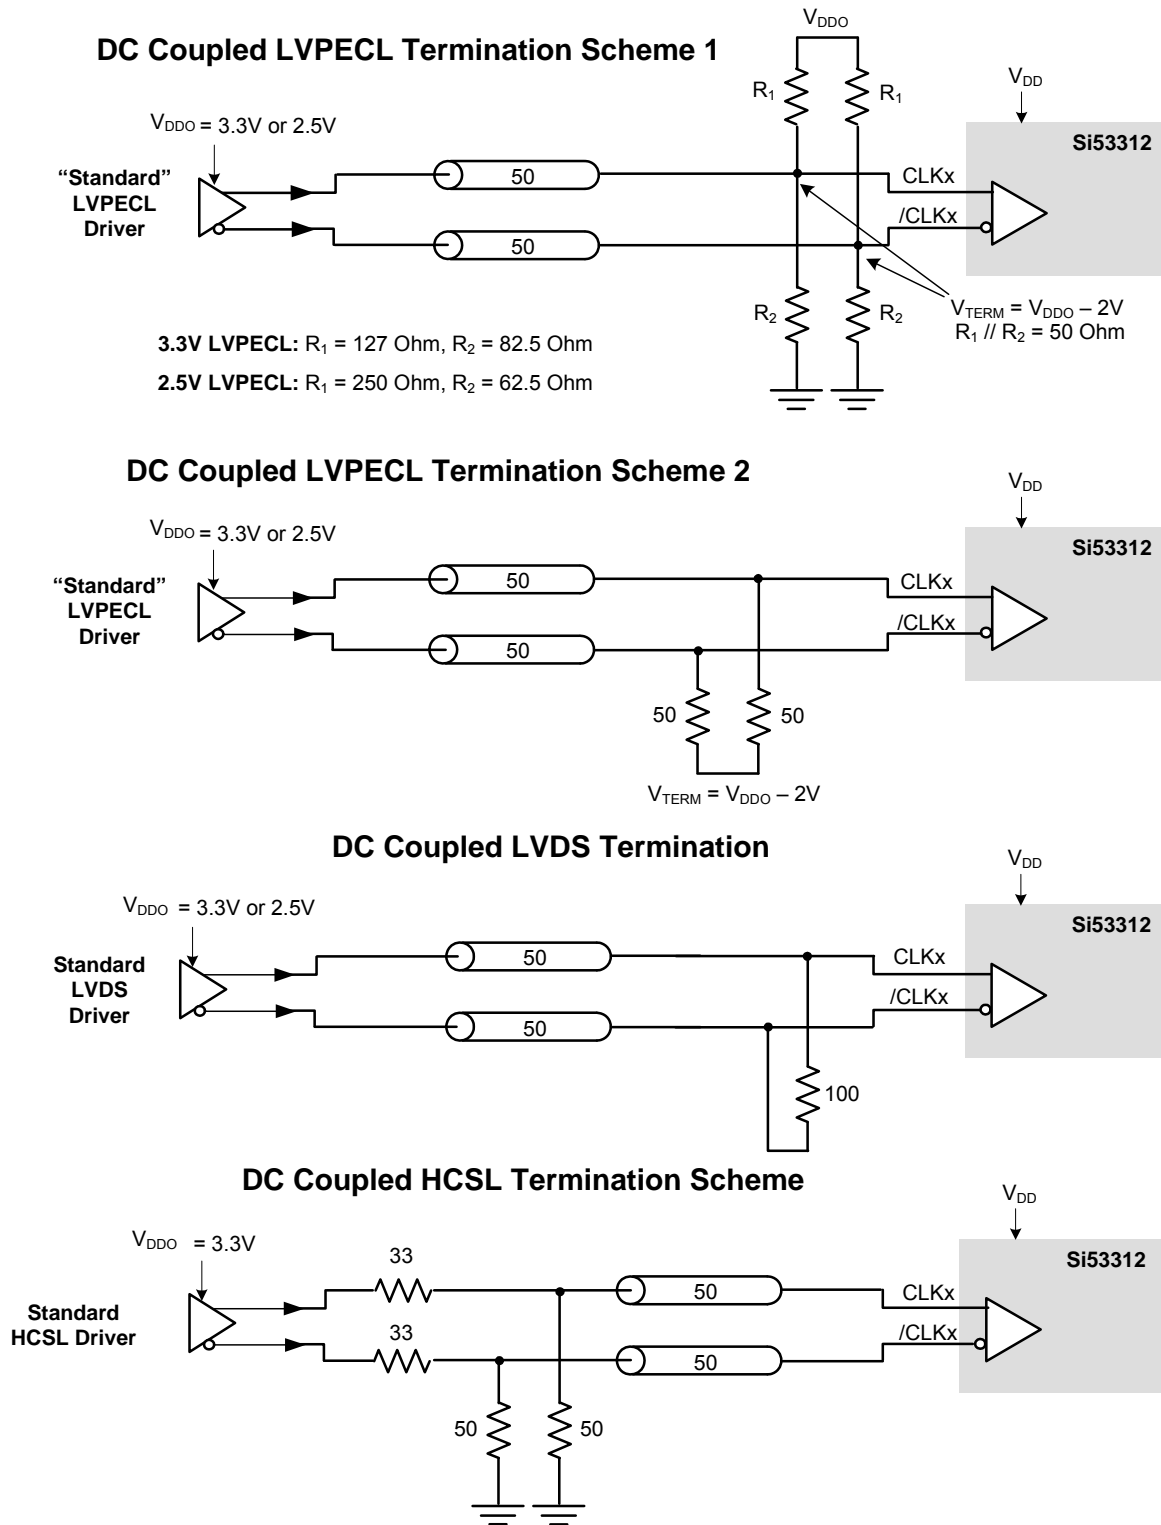 DC Coupled LVPECL Termination Scheme 1
VDDO
R1
R1
VDD
VDDO = 3.3V or 2.5V
Si53312
“Standard”
LVPECL
Driver
50
CLKx
50
/CLKx
R2
R2
VTERM = VDDO – 2V
R1 // R2 = 50 Ohm
3.3V LVPECL: R1 = 127 Ohm, R2 = 82.5 Ohm
2.5V LVPECL: R1 = 250 Ohm, R2 = 62.5 Ohm
DC Coupled LVPECL Termination Scheme 2
VDD
VDDO = 3.3V or 2.5V
Si53312
“Standard”
LVPECL
Driver
50
CLKx
50
/CLKx
50
50
VTERM = VDDO – 2V
DC Coupled LVDS Termination
VDD
VDDO = 3.3V or 2.5V
Si53312
Standard
LVDS
Driver
50
CLKx
50
/CLKx
100
DC Coupled HCSL Termination Scheme
VDD
VDDO = 3.3V
Si53312
33
Standard
HCSL Driver
50
CLKx
33
50
/CLKx
50
50